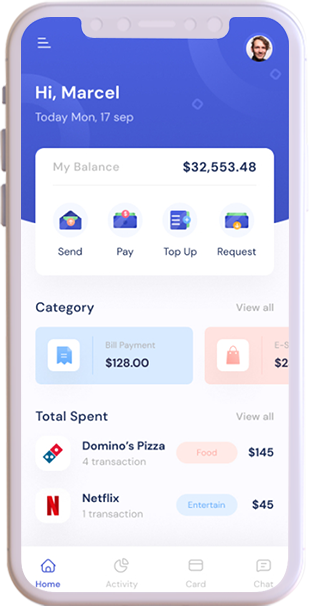 Hi, Marcel
Today Mon, 17 sep
My Balance $32,553.48
Send Pay Top Up Request
Category View all
Bill Payment E-S
$128.00 $2
Total Spent View all
Domino's Pizza Food $145
4 transaction
Netflix Entertain $45
1 transaction
Home Activity Card Chat